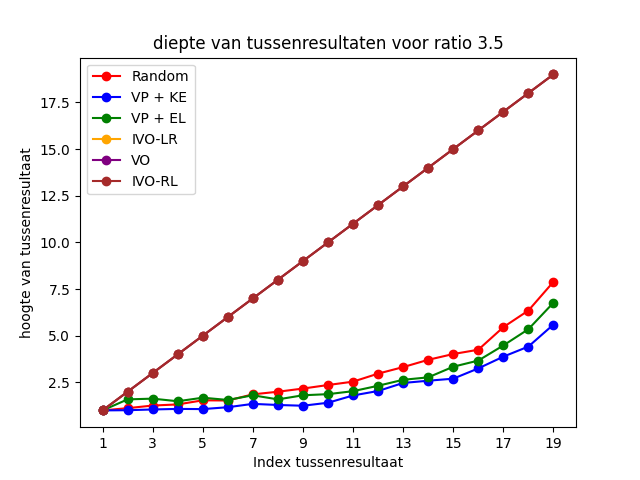 diepte van tussenresultaten voor ratio 3.5
Random
VP + KE
VP + EL
IVO-LR
VO
IVO-RL
hoogte van tussenresultaat
17.5
15.0
12.5
10.0
7.5
5.0
2.5
1 3 5 7 9 11 13 15 17 19
Index tussenresultaat